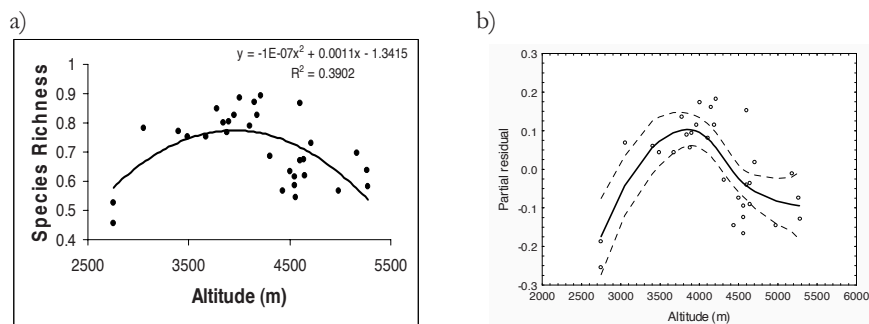 a)
y = -1E-07x² + 0.0011x - 1.3415
R² = 0.3902
Species Richness
1
0.9
0.8
0.7
0.6
0.5
0.4
2500 3500 4500 5500
Altitude (m)
b)
Partial residual
0.3
0.2
0.1
0.0
-0.1
-0.2
-0.3
2000 2500 3000 3500 4000 4500 5000 5500 6000
Altitude (m)